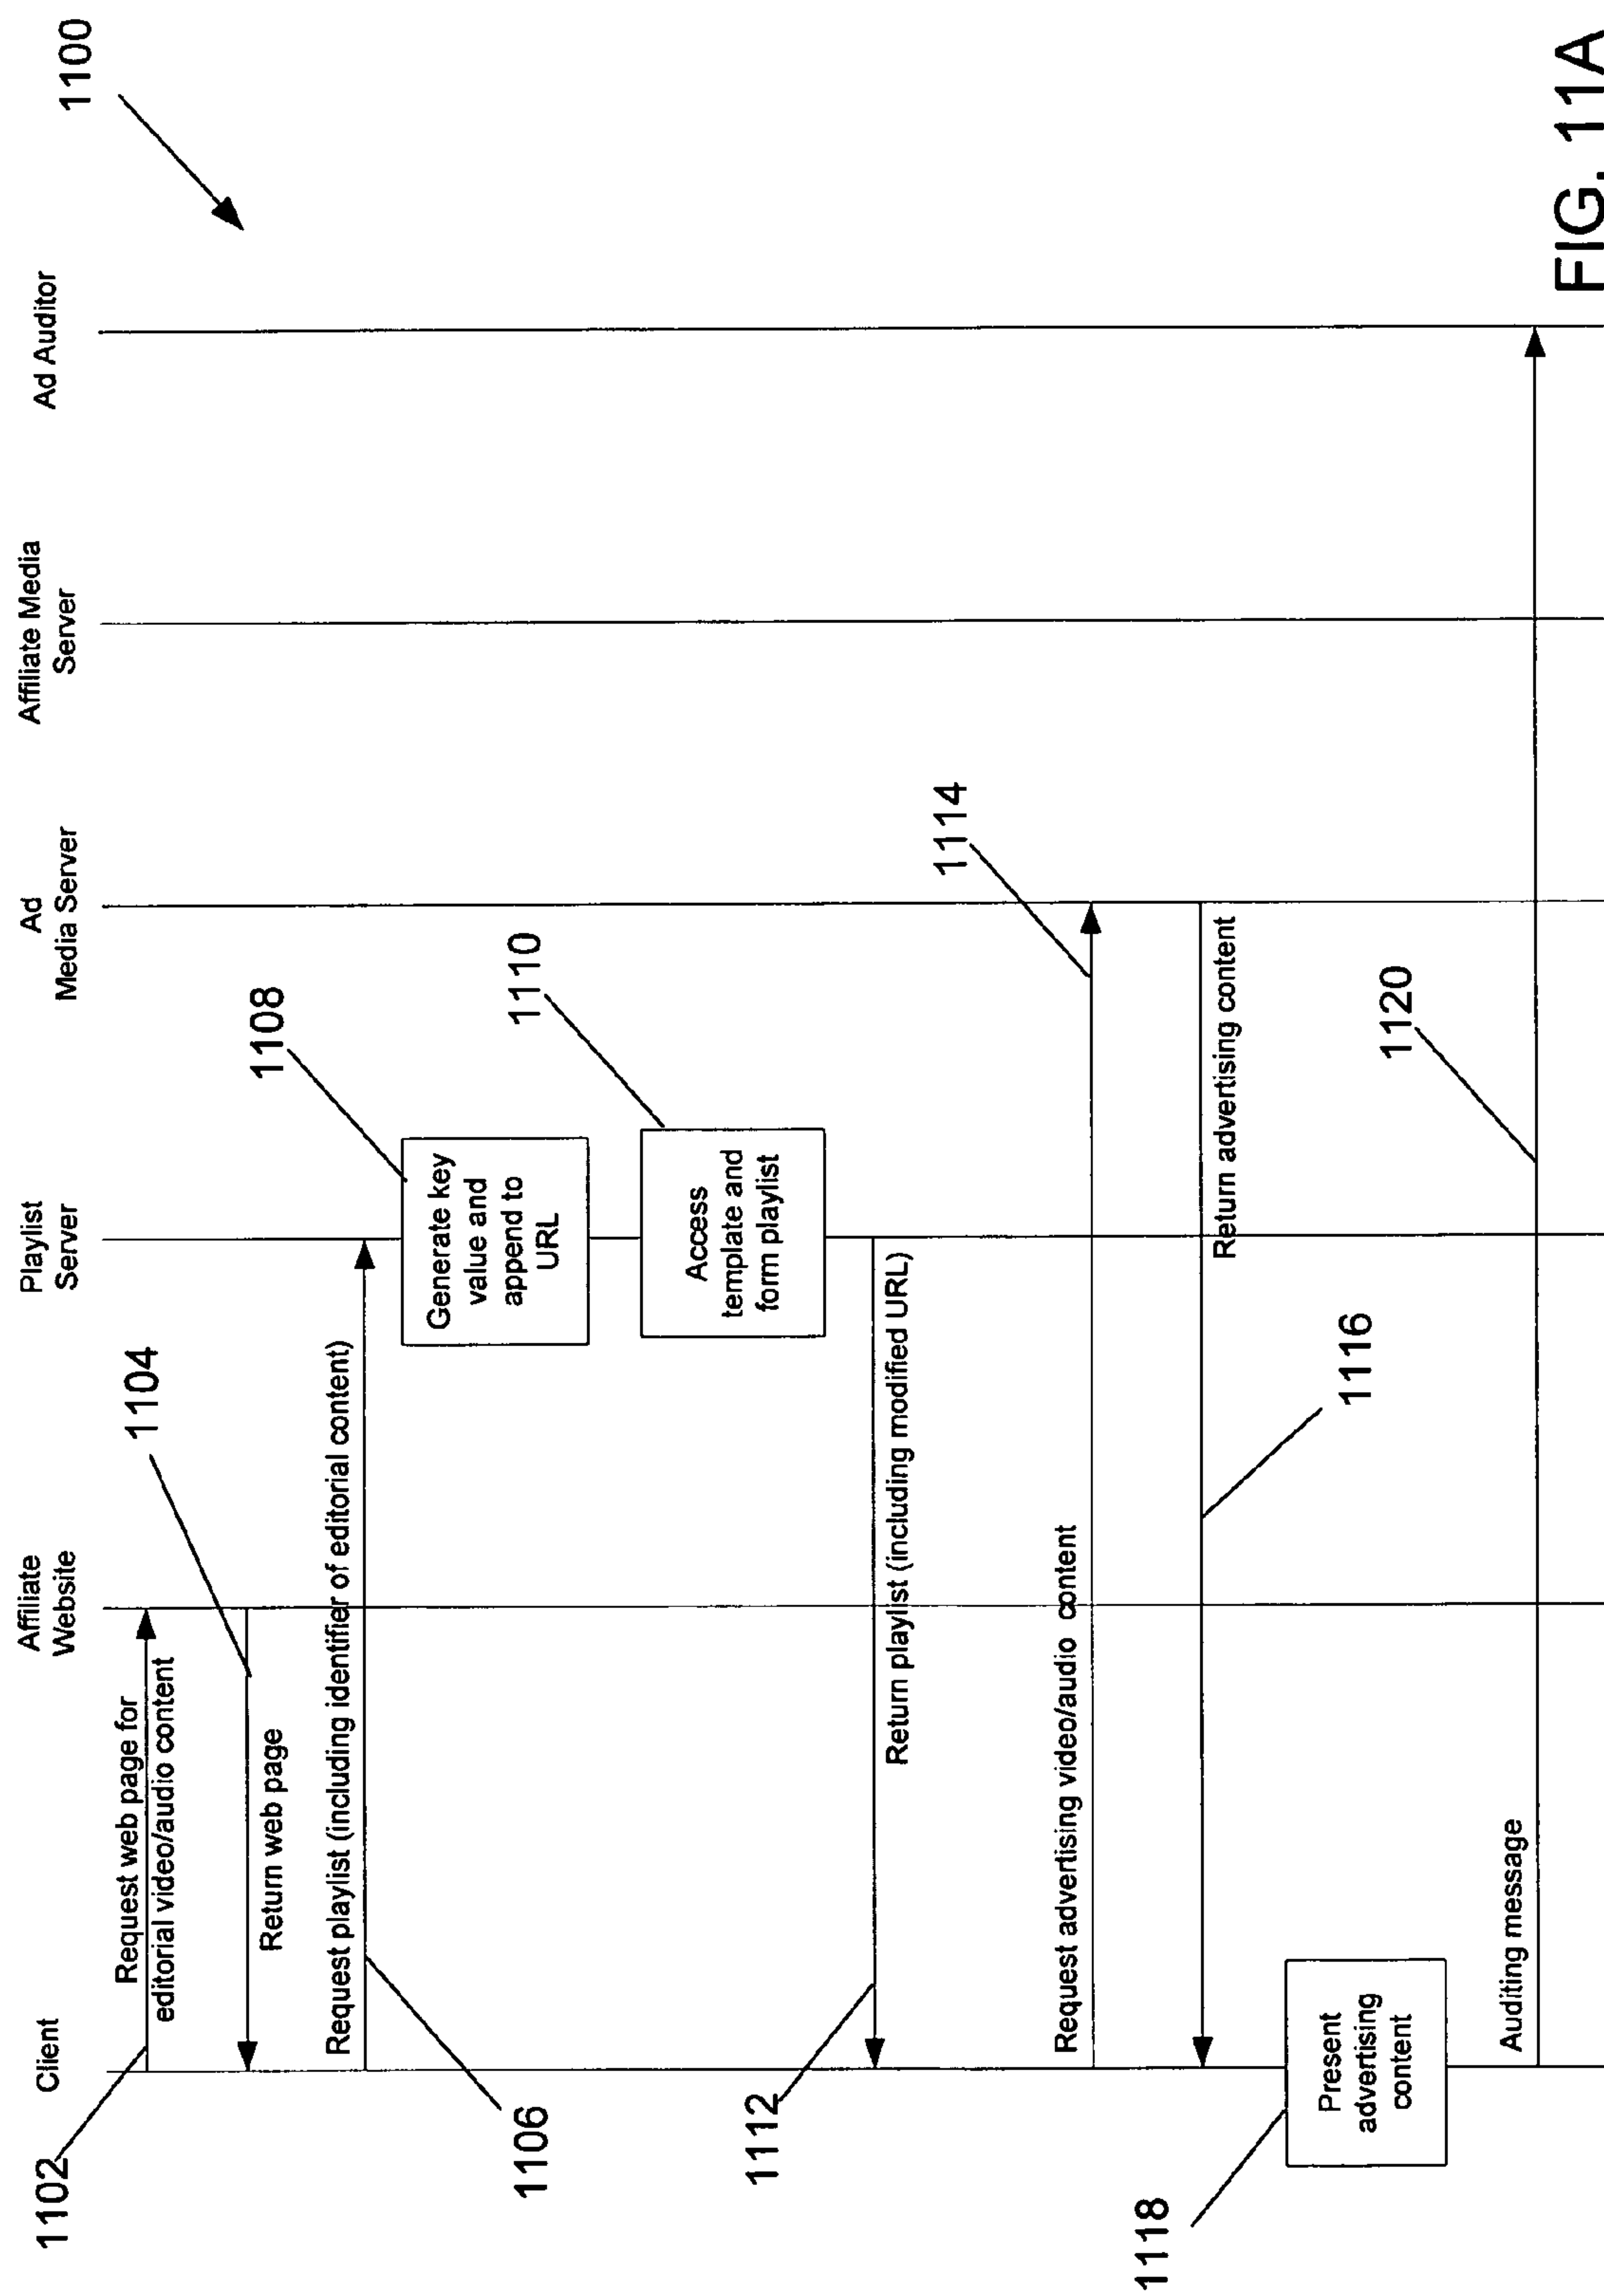 1100
Client
Affiliate
Website
Playlist
Server
Ad
Media Server
Affiliate Media
Server
Ad Auditor
1102
Request web page for
editorial video/audio content
1104
Return web page
Request playlist (including identifier of editorial content)
1106
1108
Generate key
value and
append to
URL
1110
Access
template and
form playlist
1112
Return playlist (including modified URL)
1114
Request advertising video/audio content
1116
Return advertising content
1118
Present
advertising
content
1120
Auditing message
FIG. 11A